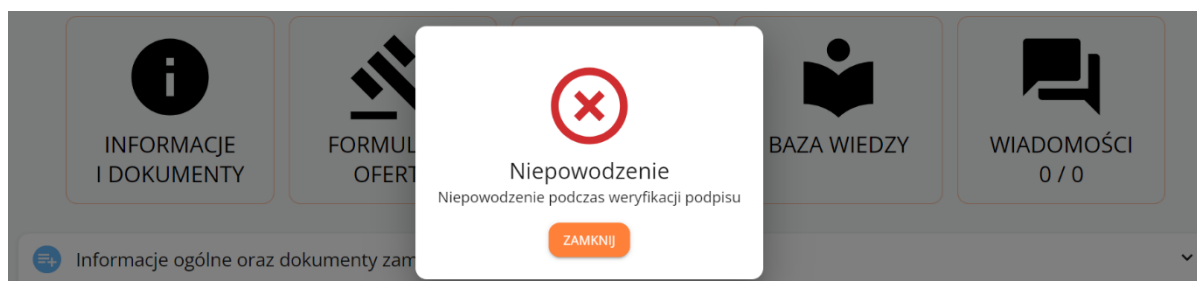 INFORMACJE
I DOKUMENTY
FORMUL
OFERT
BAZA WIEDZY
WIADOMOŚCI
0 / 0
Niepowodzenie
Niepowodzenie podczas weryfikacji podpisu
ZAMKNIJ
Informacje ogólne oraz dokumenty zam